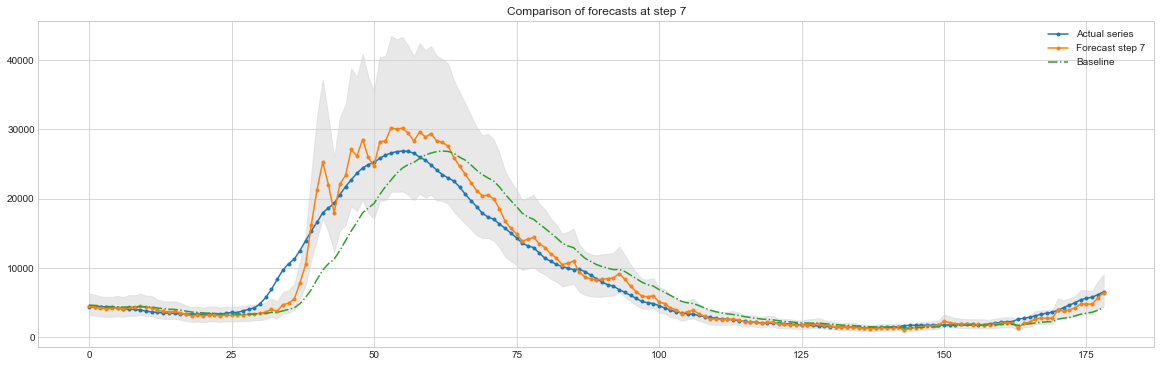 Comparison of forecasts at step 7
Actual series
Forecast step 7
Baseline
40000
30000
20000
10000
0
0 25 50 75 100 125 150 175